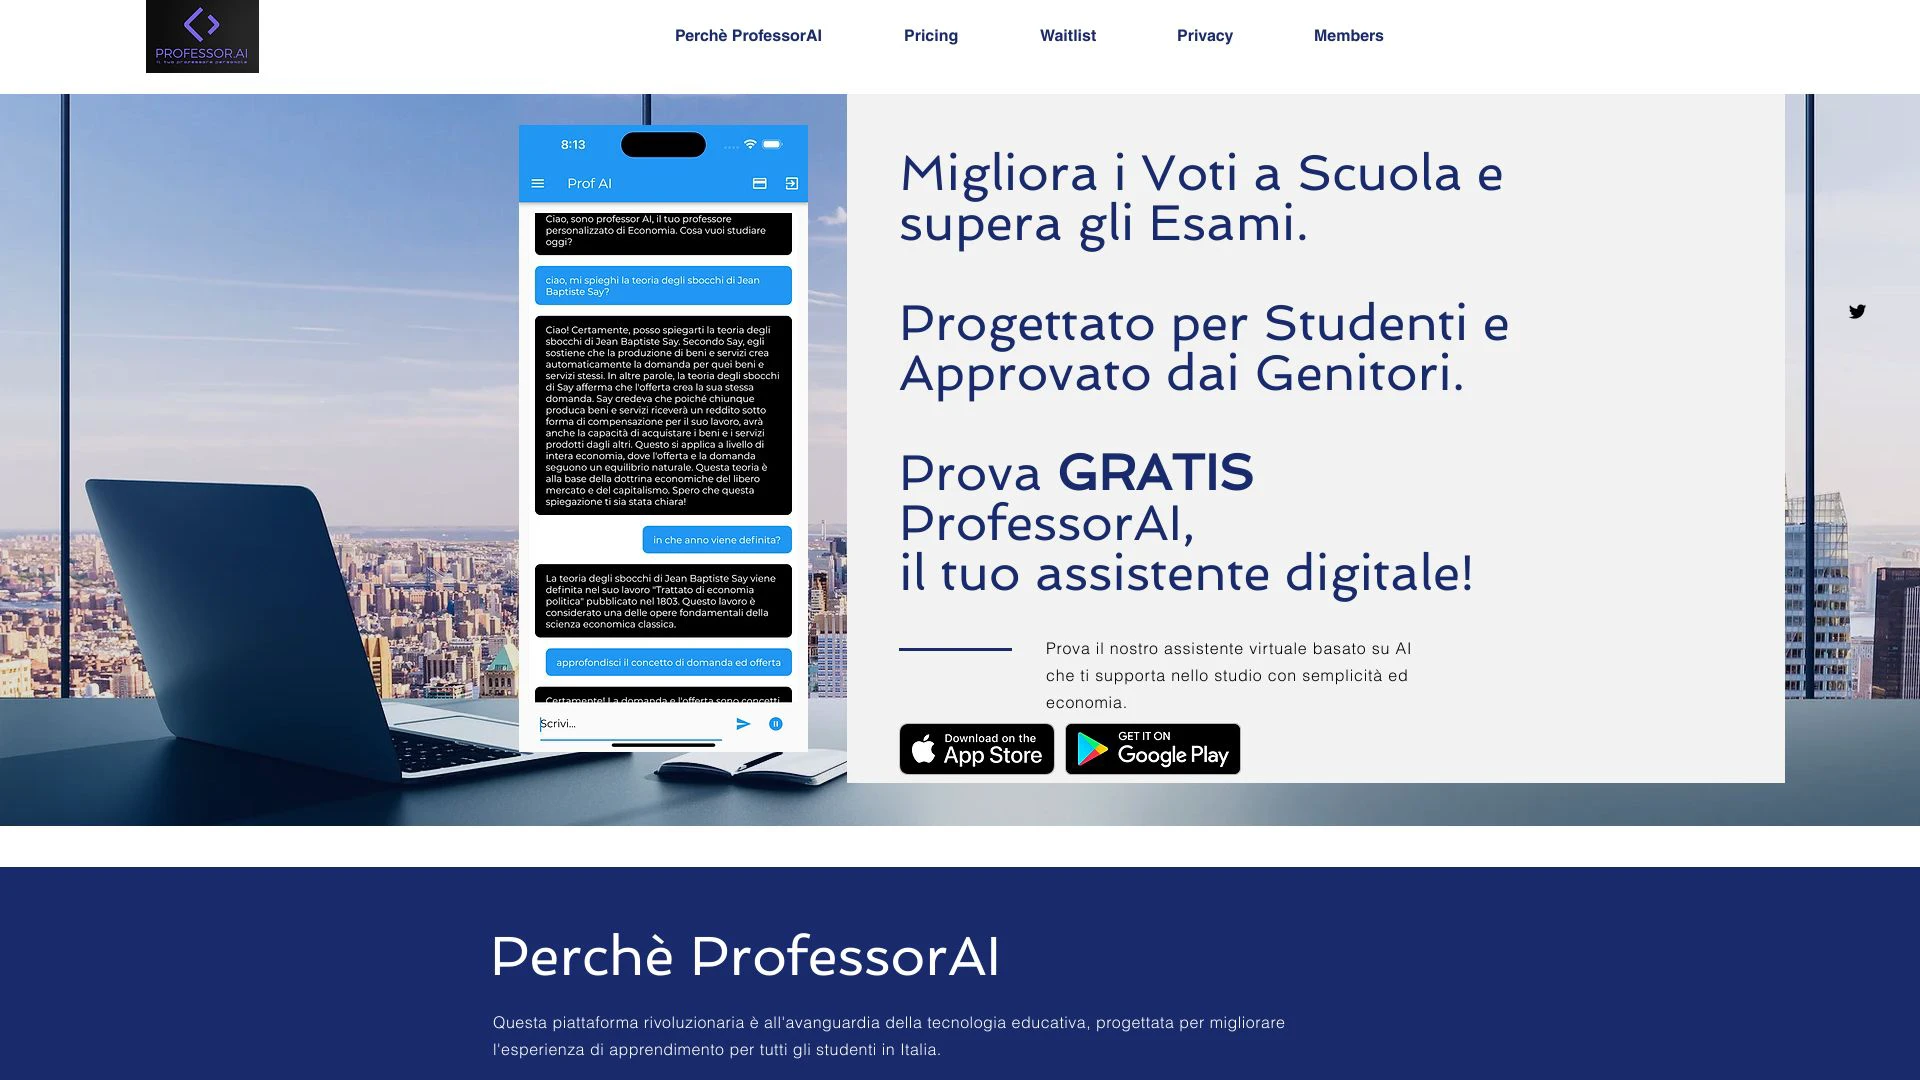 PROFESSOR.AI
il tuo professore personale
Perchè ProfessorAI
Pricing
Waitlist
Privacy
Members
8:13
Prof AI
Ciao, sono professor AI, il tuo professore
personalizzato di Economia. Cosa vuoi studiare
oggi?
ciao, mi spieghi la teoria degli sbocchi di Jean
Baptiste Say?
Ciao! Certamente, posso spiegarti la teoria degli
sbocchi di Jean Baptiste Say. Secondo Say, egli
sostiene che la produzione di beni e servizi crea
automaticamente la domanda per quei beni e
servizi stessi. In altre parole, la teoria degli sbocchi
di Say afferma che l'offerta crea la sua stessa
domanda. Say credeva che poiché chiunque
produca beni e servizi riceverà un reddito sotto
forma di compensazione per il suo lavoro, avrà
anche la capacità di acquistare i beni e i servizi
prodotti dagli altri. Questo si applica a livello di
intera economia, dove l'offerta e la domanda
seguono un equilibrio naturale. Questa teoria è
alla base della dottrina economiche del libero
mercato e del capitalismo. Spero che questa
spiegazione ti sia stata chiara!
in che anno viene definita?
La teoria degli sbocchi di Jean Baptiste Say viene
definita nel suo lavoro "Trattato di economia
politica" pubblicato nel 1803. Questo lavoro è
considerato una delle opere fondamentali della
scienza economica classica.
approfondisci il concetto di domanda ed offerta
Certamente! La domanda e l'offerta sono concetti
Scrivi...
Migliora i Voti a Scuola e
supera gli Esami.
Progettato per Studenti e
Approvato dai Genitori.
Prova GRATIS
ProfessorAI,
il tuo assistente digitale!
Prova il nostro assistente virtuale basato su AI
che ti supporta nello studio con semplicità ed
economia.
Download on the
App Store
GET IT ON
Google Play
Perchè ProfessorAI
Questa piattaforma rivoluzionaria è all'avanguardia della tecnologia educativa, progettata per migliorare
l'esperienza di apprendimento per tutti gli studenti in Italia.